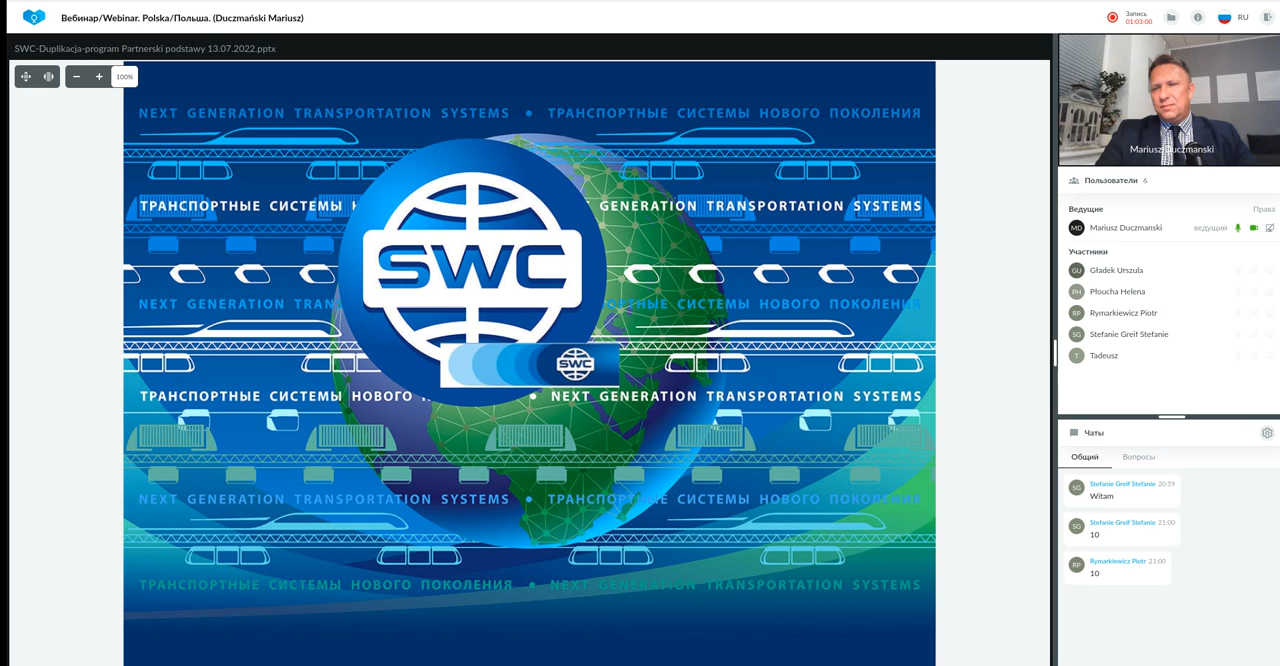 Вебинар/Webinar. Polska/Польша. (Duczmański Mariusz)
Запись
01:03:00
RU
SWC-Duplikacja-program Partnerski podstawy 13.07.2022.pptx
100%
NEXT GENERATION TRANSPORTATION SYSTEMS • ТРАНСПОРТНЫЕ СИСТЕМЫ НОВОГО ПОКОЛЕНИЯ
ТРАНСПОРТНЫЕ СИСТЕМЫ GENERATION TRANSPORTATION SYSTEMS
SWC
NEXT GENERATION СИСТЕМЫ НОВОГО ПОКОЛЕНИЯ
SWC
ТРАНСПОРТНЫЕ СИСТЕМЫ НОВОГО • NEXT GENERATION TRANSPORTATION SYSTEMS
NEXT GENERATION TRANSPORTATION SYSTEMS • ТРАНСПОРТНЫЕ СИСТЕМЫ НОВОГО ПОКОЛЕНИЯ
ТРАНСПОРТНЫЕ СИСТЕМЫ НОВОГО ПОКОЛЕНИЯ • NEXT GENERATION TRANSPORTATION SYSTEMS
Mariusz Duczmanski
Пользователи 6
Ведущие Права
MD Mariusz Duczmanski ведущий
Участники
GU Gładek Urszula
PH Płoucha Helena
RP Rymarkiewicz Piotr
SG Stefanie Greif Stefanie
T Tadeusz
Чаты
Общий Вопросы
SG Stefanie Greif Stefanie 20:59
Witam
SG Stefanie Greif Stefanie 21:00
10
RP Rymarkiewicz Piotr 21:00
10